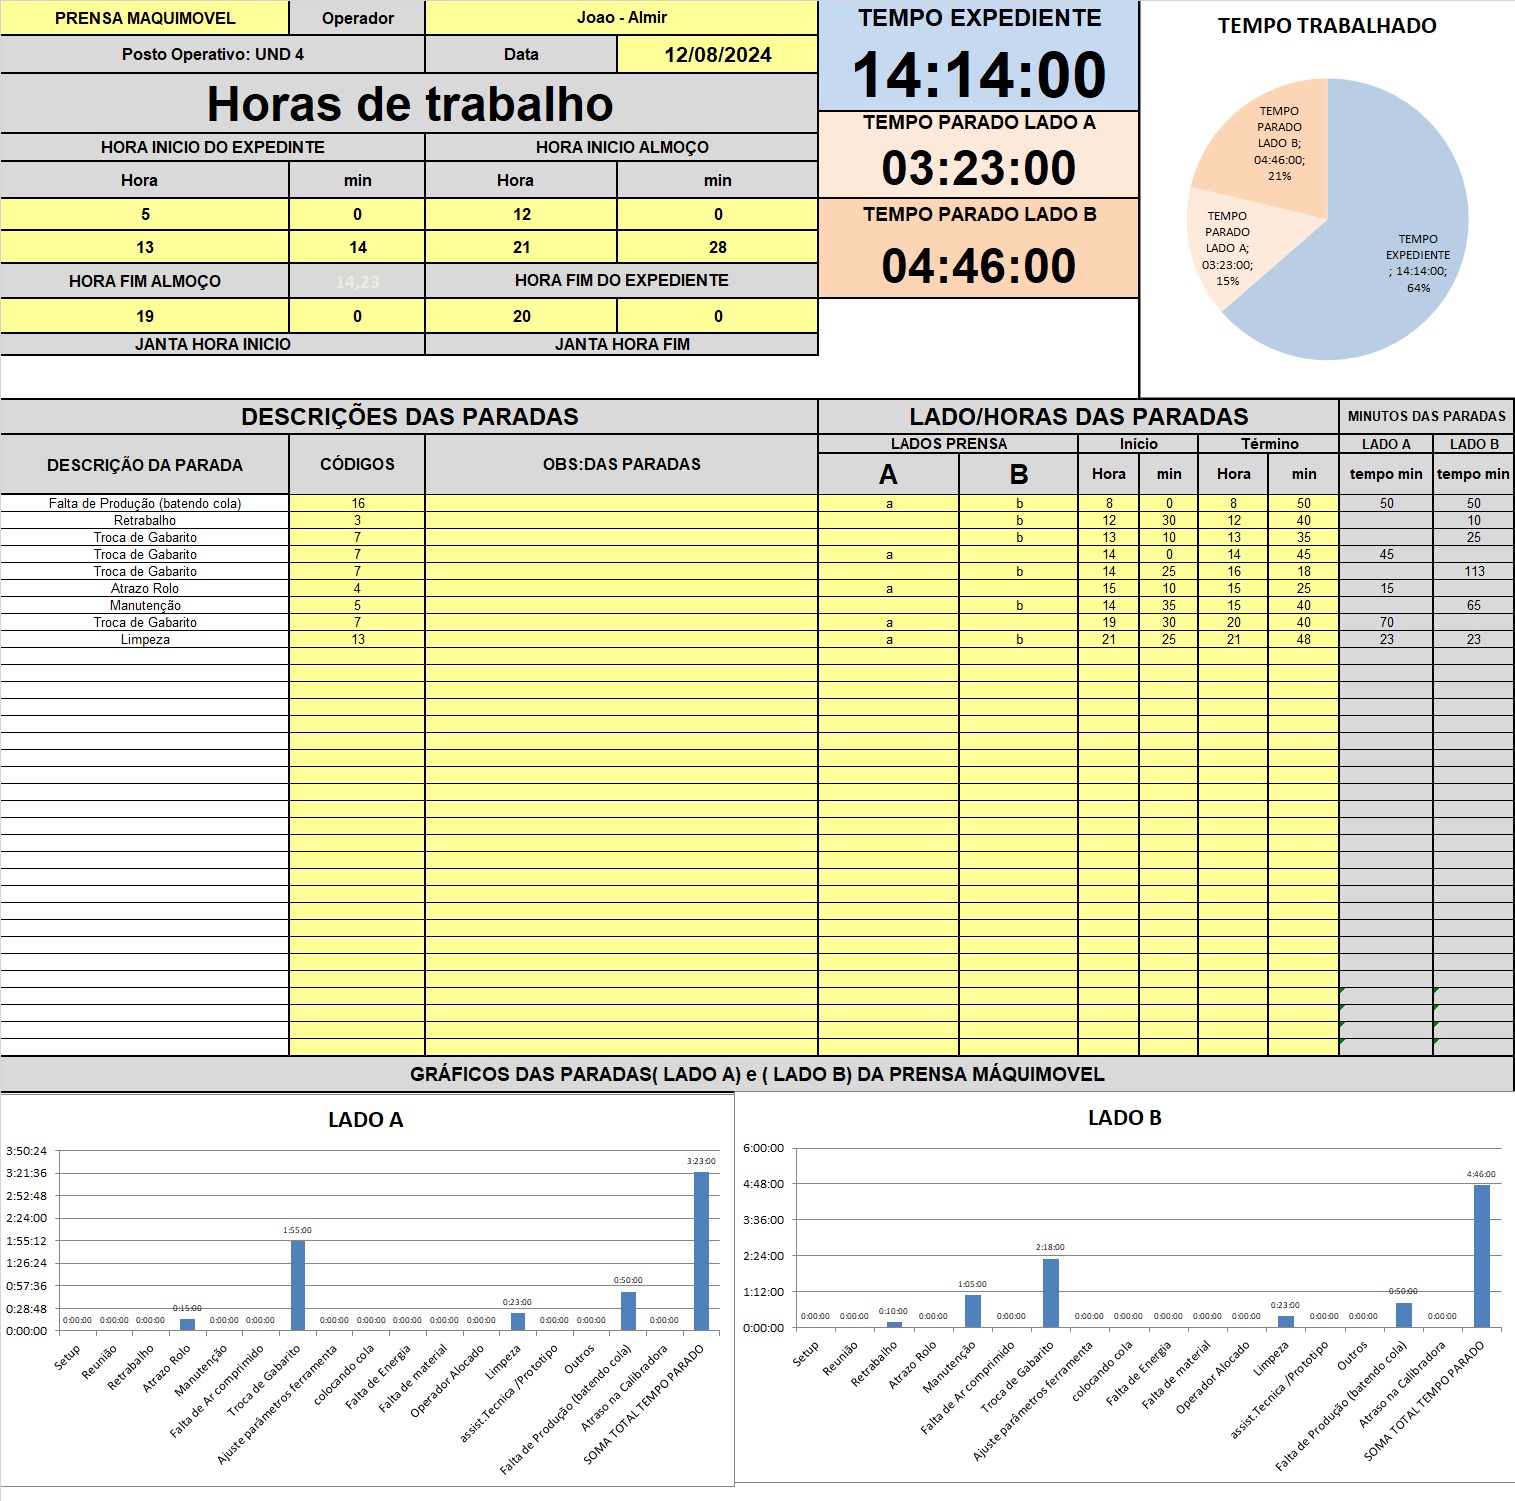 PRENSA MAQUIMOVEL Operador Joao - Almir
Posto Operativo: UND 4 Data 12/08/2024
Horas de trabalho
HORA INICIO DO EXPEDINTE HORA INICIO ALMOÇO
Hora min Hora min
5 0 12 0
13 14 21 28
HORA FIM ALMOÇO 14,23 HORA FIM DO EXPEDIENTE
19 0 20 0
JANTA HORA INICIO JANTA HORA FIM
TEMPO EXPEDIENTE
14:14:00
TEMPO PARADO LADO A
03:23:00
TEMPO PARADO LADO B
04:46:00
TEMPO TRABALHADO
TEMPO
PARADO
LADO B;
04:46:00;
21%
TEMPO
PARADO
LADO A;
03:23:00;
15%
TEMPO
EXPEDIENTE
; 14:14:00;
64%
DESCRIÇÕES DAS PARADAS LADO/HORAS DAS PARADAS MINUTOS DAS PARADAS
DESCRIÇÃO DA PARADA CÓDIGOS OBS:DAS PARADAS
LADOS PRENSA Início Término LADO A LADO B
A B Hora min Hora min tempo min tempo min
Falta de Produção (batendo cola) 16 a b 8 0 8 50 50 50
Retrabalho 3 b 12 30 12 40 10
Troca de Gabarito 7 b 13 10 13 35 25
Troca de Gabarito 7 a 14 0 14 45 45
Troca de Gabarito 7 b 14 25 16 18 113
Atrazo Rolo 4 a 15 10 15 25 15
Manutenção 5 b 14 35 15 40 65
Troca de Gabarito 7 a 19 30 20 40 70
Limpeza 13 a b 21 25 21 48 23 23
GRÁFICOS DAS PARADAS( LADO A) e ( LADO B) DA PRENSA MÁQUIMOVEL
LADO A
3:50:24
3:21:36
2:52:48
2:24:00
1:55:12
1:26:24
0:57:36
0:28:48
0:00:00
0:00:00 0:00:00 0:00:00 0:15:00 0:00:00 0:00:00 1:55:00 0:00:00 0:00:00 0:00:00 0:00:00 0:00:00 0:23:00 0:00:00 0:00:00 0:50:00 0:00:00 3:23:00
Setup
Reunião
Retrabalho
Atrazo Rolo
Manutenção
Falta de Ar comprimido
Troca de Gabarito
Ajuste parâmetros ferramenta
colocando cola
Falta de Energia
Falta de material
Operador Alocado
Limpeza
assist.Tecnica /Prototipo
Outros
Falta de Produção (batendo cola)
Atraso na Calibradora
SOMA TOTAL TEMPO PARADO
LADO B
6:00:00
4:48:00
3:36:00
2:24:00
1:12:00
0:00:00
0:00:00 0:00:00 0:10:00 0:00:00 1:05:00 0:00:00 2:18:00 0:00:00 0:00:00 0:00:00 0:00:00 0:00:00 0:23:00 0:00:00 0:00:00 0:50:00 0:00:00 4:46:00
Setup
Reunião
Retrabalho
Atrazo Rolo
Manutenção
Falta de Ar comprimido
Troca de Gabarito
Ajuste parâmetros ferramenta
colocando cola
Falta de Energia
Falta de material
Operador Alocado
Limpeza
assist.Tecnica /Prototipo
Outros
Falta de Produção (batendo cola)
Atraso na Calibradora
SOMA TOTAL TEMPO PARADO